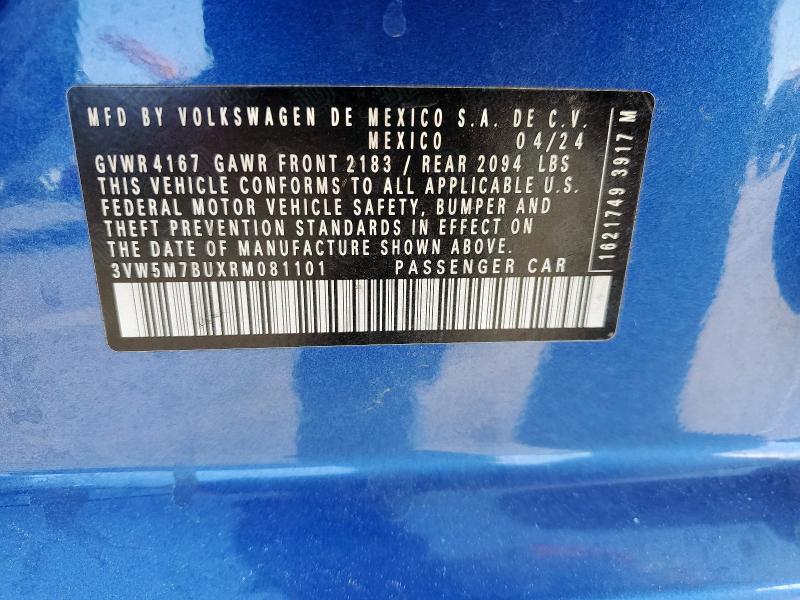 MFD BY VOLKSWAGEN DE MEXICO S.A. DE C.V.
MEXICO 04/24
GVWR 4167 GAWR FRONT 2183 / REAR 2094 LBS
THIS VEHICLE CONFORMS TO ALL APPLICABLE U.S.
FEDERAL MOTOR VEHICLE SAFETY, BUMPER AND
THEFT PREVENTION STANDARDS IN EFFECT ON
THE DATE OF MANUFACTURE SHOWN ABOVE.
3VW5M7BUXRM081101 PASSENGER CAR
1621749 3917 M